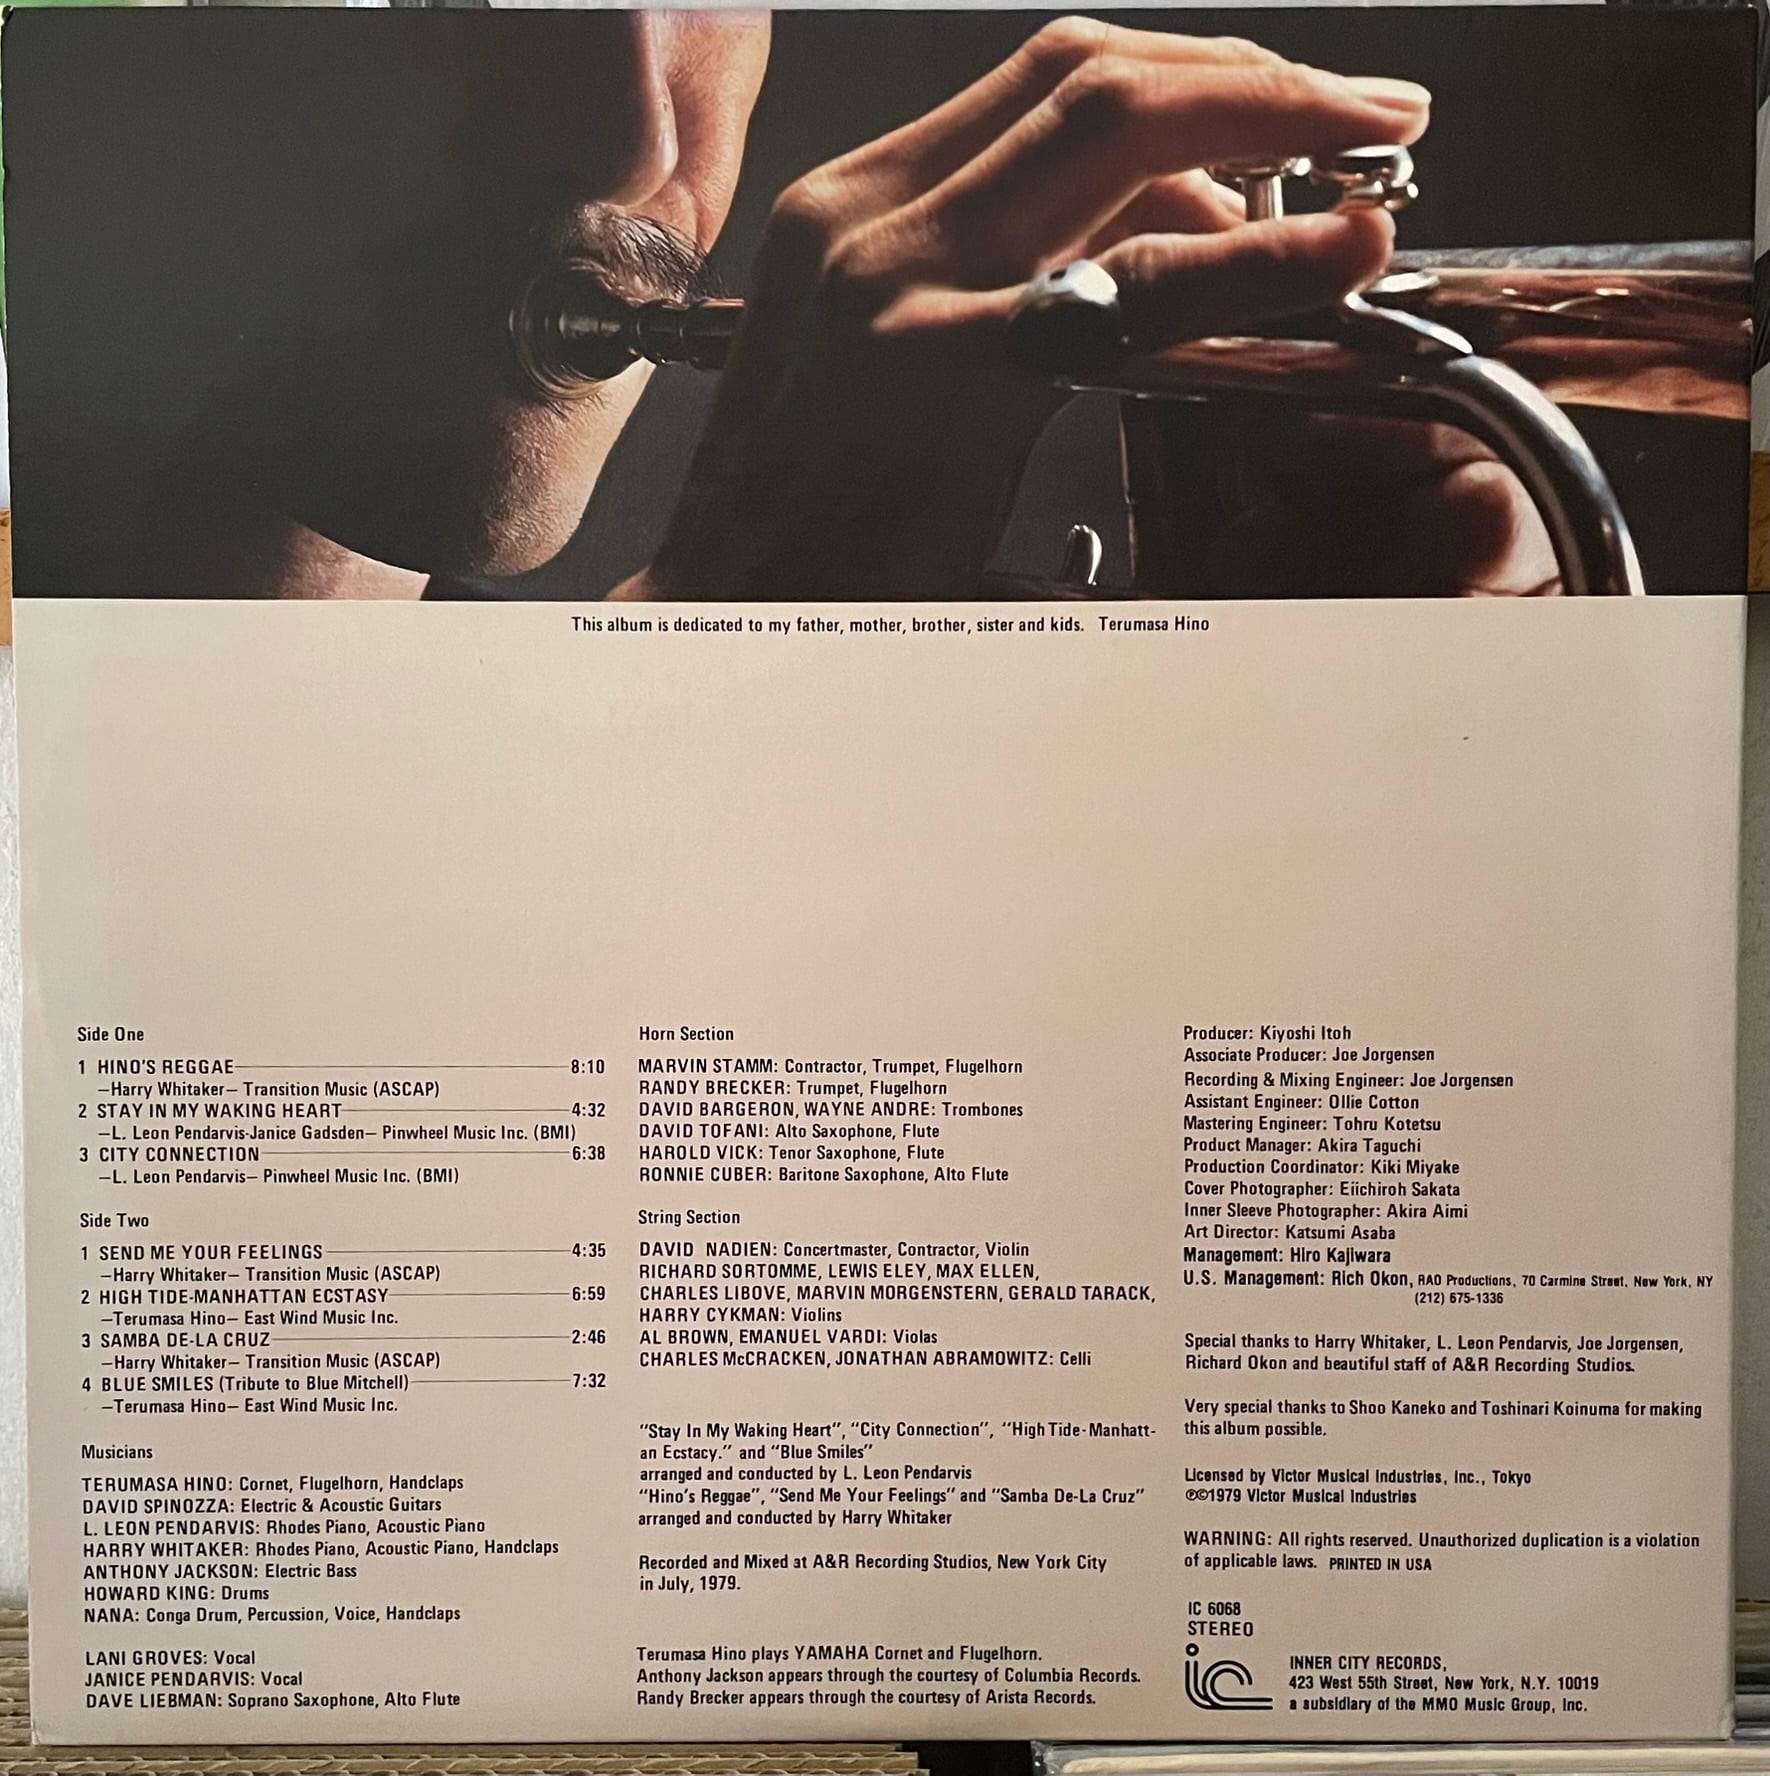 This album is dedicated to my father, mother, brother, sister and kids. Terumasa Hino
Side One
1 HINO'S REGGAE 8:10
—Harry Whitaker— Transition Music (ASCAP)
2 STAY IN MY WAKING HEART 4:32
—L. Leon Pendarvis-Janice Gadsden— Pinwheel Music Inc. (BMI)
3 CITY CONNECTION 6:38
—L. Leon Pendarvis— Pinwheel Music Inc. (BMI)
Side Two
1 SEND ME YOUR FEELINGS 4:35
—Harry Whitaker— Transition Music (ASCAP)
2 HIGH TIDE-MANHATTAN ECSTASY 6:59
—Terumasa Hino— East Wind Music Inc.
3 SAMBA DE-LA CRUZ 2:46
—Harry Whitaker— Transition Music (ASCAP)
4 BLUE SMILES (Tribute to Blue Mitchell) 7:32
—Terumasa Hino— East Wind Music Inc.
Musicians
TERUMASA HINO: Cornet, Flugelhorn, Handclaps
DAVID SPINOZZA: Electric & Acoustic Guitars
L. LEON PENDARVIS: Rhodes Piano, Acoustic Piano
HARRY WHITAKER: Rhodes Piano, Acoustic Piano, Handclaps
ANTHONY JACKSON: Electric Bass
HOWARD KING: Drums
NANA: Conga Drum, Percussion, Voice, Handclaps
LANI GROVES: Vocal
JANICE PENDARVIS: Vocal
DAVE LIEBMAN: Soprano Saxophone, Alto Flute
Horn Section
MARVIN STAMM: Contractor, Trumpet, Flugelhorn
RANDY BRECKER: Trumpet, Flugelhorn
DAVID BARGERON, WAYNE ANDRE: Trombones
DAVID TOFANI: Alto Saxophone, Flute
HAROLD VICK: Tenor Saxophone, Flute
RONNIE CUBER: Baritone Saxophone, Alto Flute
String Section
DAVID NADIEN: Concertmaster, Contractor, Violin
RICHARD SORTOMME, LEWIS ELEY, MAX ELLEN,
CHARLES LIBOVE, MARVIN MORGENSTERN, GERALD TARACK,
HARRY CYKMAN: Violins
AL BROWN, EMANUEL VARDI: Violas
CHARLES McCRACKEN, JONATHAN ABRAMOWITZ: Celli
"Stay In My Waking Heart", "City Connection", "High Tide-Manhatt-
an Ecstacy." and "Blue Smiles"
arranged and conducted by L. Leon Pendarvis
"Hino's Reggae", "Send Me Your Feelings" and "Samba De-La Cruz"
arranged and conducted by Harry Whitaker
Recorded and Mixed at A&R Recording Studios, New York City
in July, 1979.
Terumasa Hino plays YAMAHA Cornet and Flugelhorn.
Anthony Jackson appears through the courtesy of Columbia Records.
Randy Brecker appears through the courtesy of Arista Records.
Producer: Kiyoshi Itoh
Associate Producer: Joe Jorgensen
Recording & Mixing Engineer: Joe Jorgensen
Assistant Engineer: Ollie Cotton
Mastering Engineer: Tohru Kotetsu
Product Manager: Akira Taguchi
Production Coordinator: Kiki Miyake
Cover Photographer: Eiichiroh Sakata
Inner Sleeve Photographer: Akira Aimi
Art Director: Katsumi Asaba
Management: Hiro Kajiwara
U.S. Management: Rich Okon, RAO Productions, 70 Carmine Street, New York, NY
(212) 675-1336
Special thanks to Harry Whitaker, L. Leon Pendarvis, Joe Jorgensen,
Richard Okon and beautiful staff of A&R Recording Studios.
Very special thanks to Shoo Kaneko and Toshinari Koinuma for making
this album possible.
Licensed by Victor Musical Industries, Inc., Tokyo
℗©1979 Victor Musical Industries
WARNING: All rights reserved. Unauthorized duplication is a violation
of applicable laws. PRINTED IN USA
IC 6068
STEREO
ic
INNER CITY RECORDS,
423 West 55th Street, New York, N.Y. 10019
a subsidiary of the MMO Music Group, Inc.